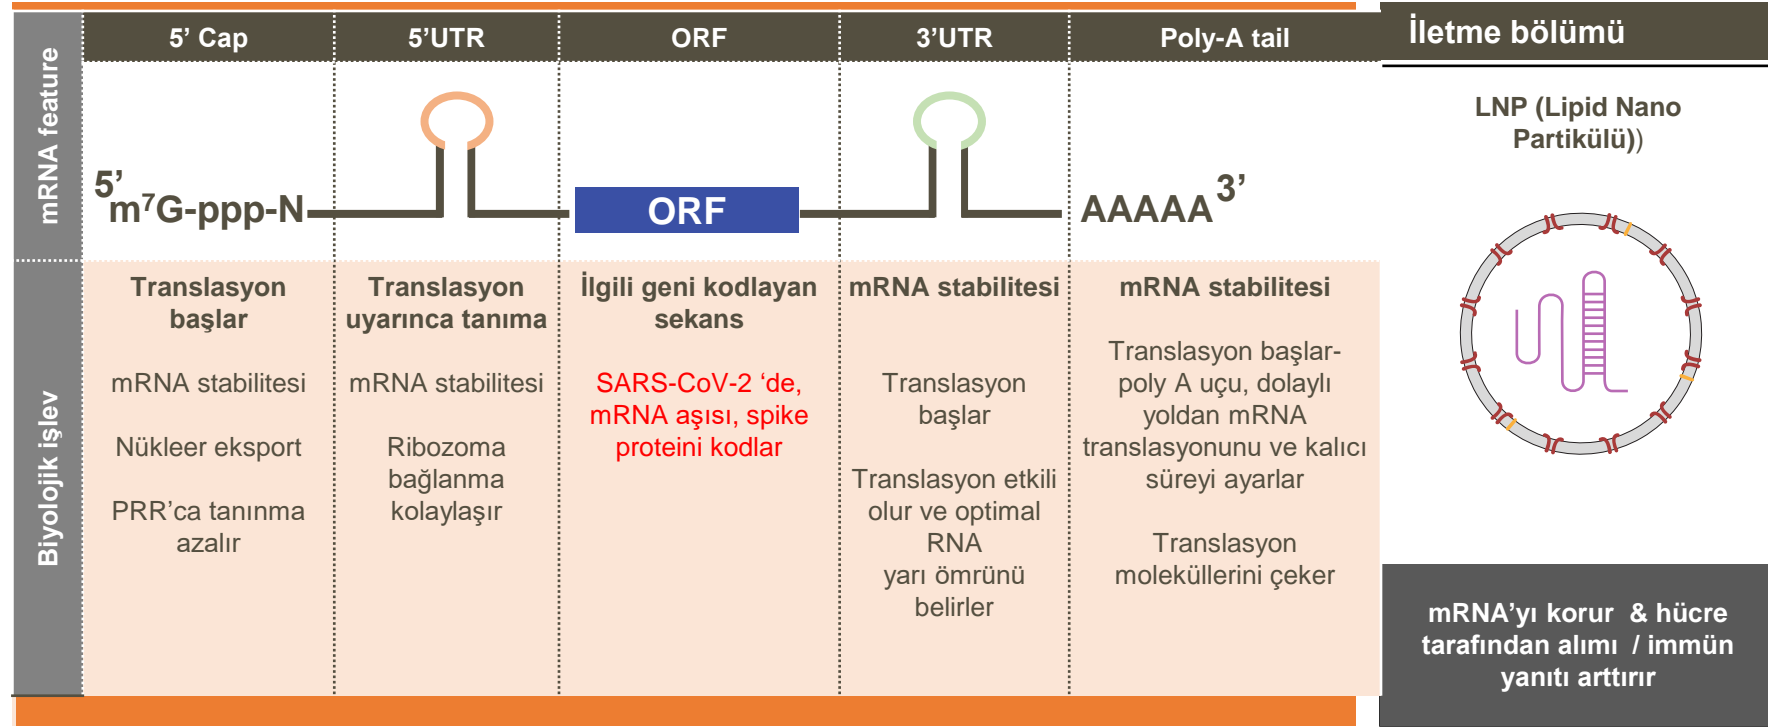 5’ Cap
5’UTR
ORF
3’UTR
Poly-A tail
İletme bölümü
mRNA feature
5’
m⁷G-ppp-N
ORF
AAAAA
3’
LNP (Lipid Nano
Partikülü))
Biyolojik işlev
Translasyon
başlar
mRNA stabilitesi
Nükleer eksport
PRR’ca tanınma
azalır
Translasyon
uyarınca tanıma
mRNA stabilitesi
Ribozoma
bağlanma
kolaylaşır
İlgili geni kodlayan
sekans
SARS-CoV-2 ‘de,
mRNA aşısı, spike
proteini kodlar
mRNA stabilitesi
Translasyon
başlar
Translasyon etkili
olur ve optimal
RNA
yarı ömrünü
belirler
mRNA stabilitesi
Translasyon başlar-
poly A uçu, dolaylı
yoldan mRNA
translasyonunu ve kalıcı
süreyi ayarlar
Translasyon
moleküllerini çeker
mRNA’yı korur & hücre
tarafından alımı / immün
yanıtı arttırır